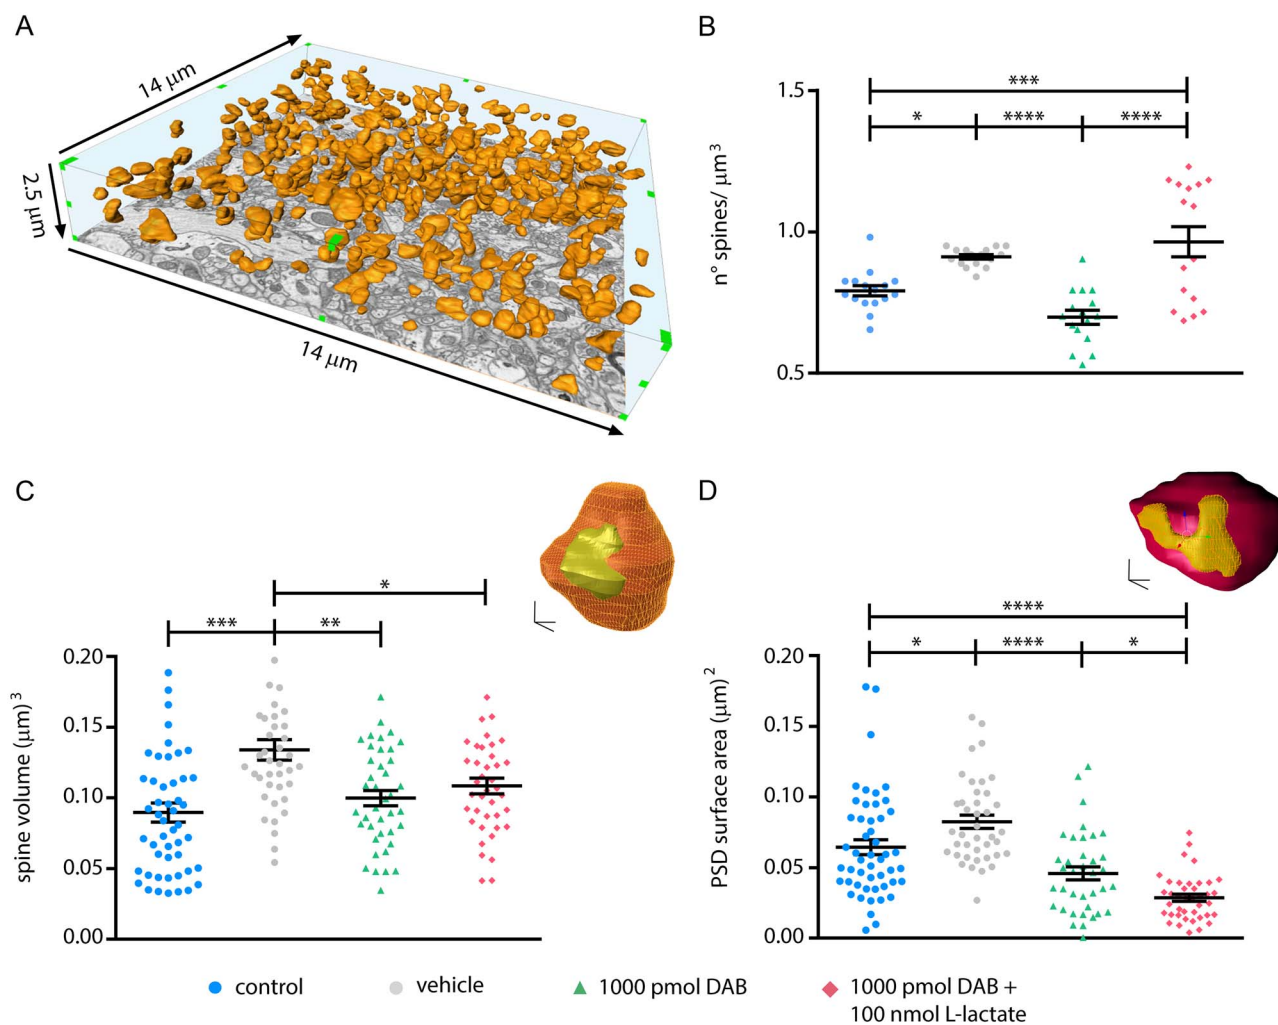 A
14 μm
2.5 μm
14 μm
B
n° spines/ μm³
1.5
1.0
0.5
***
* **** ****
C
spine volume (μm)³
0.20
0.15
0.10
0.05
0.00
*
*** **
D
PSD surface area (μm)²
0.20
0.15
0.10
0.05
0.00
****
* **** *
control
vehicle
1000 pmol DAB
1000 pmol DAB +
100 nmol L-lactate